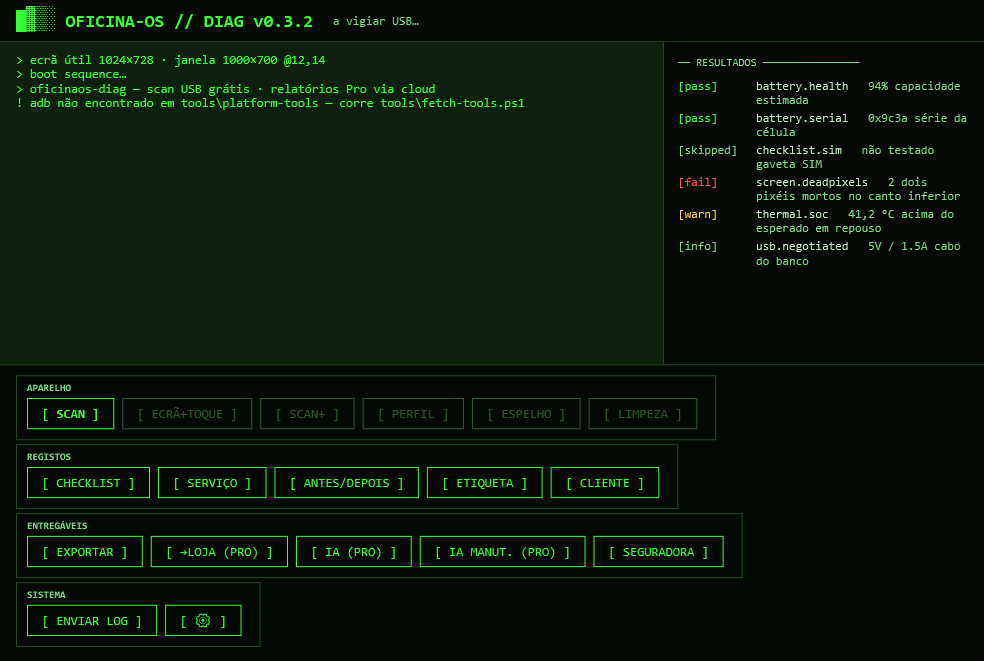 OFICINA-OS // DIAG v0.3.2 a vigiar USB…
> ecrã útil 1024×728 · janela 1000×700 @12,14
> boot sequence…
> oficinaos-diag — scan USB grátis · relatórios Pro via cloud
! adb não encontrado em tools\platform-tools — corre tools\fetch-tools.ps1
── RESULTADOS ───────────────
[pass] battery.health 94% capacidade
estimada
[pass] battery.serial 0x9c3a série da
célula
[skipped] checklist.sim não testado
gaveta SIM
[fail] screen.deadpixels 2 dois
pixéis mortos no canto inferior
[warn] thermal.soc 41,2 °C acima do
esperado em repouso
[info] usb.negotiated 5V / 1.5A cabo
do banco
APARELHO
[ SCAN ] [ ECRÃ+TOQUE ] [ SCAN+ ] [ PERFIL ] [ ESPELHO ] [ LIMPEZA ]
REGISTOS
[ CHECKLIST ] [ SERVIÇO ] [ ANTES/DEPOIS ] [ ETIQUETA ] [ CLIENTE ]
ENTREGÁVEIS
[ EXPORTAR ] [ →LOJA (PRO) ] [ IA (PRO) ] [ IA MANUT. (PRO) ] [ SEGURADORA ]
SISTEMA
[ ENVIAR LOG ] [ ⚙ ]